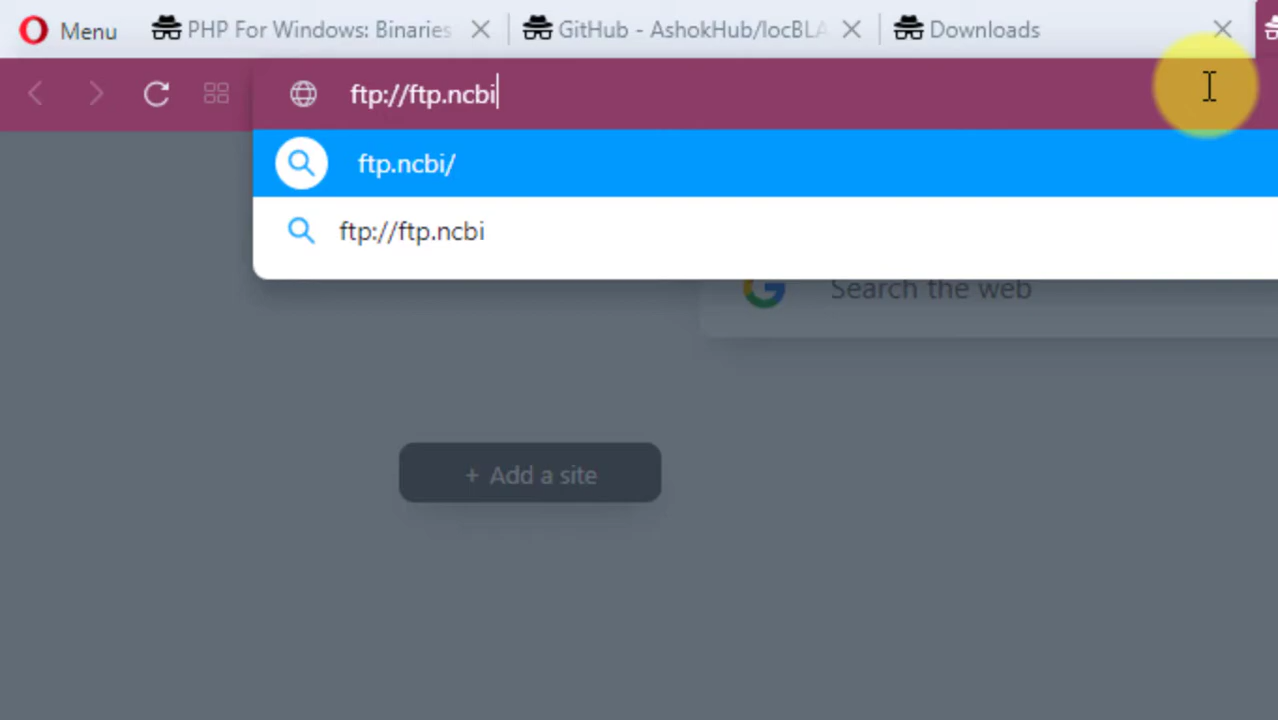 Menu
PHP For Windows: Binaries
GitHub - AshokHub/locBLA
Downloads
ftp://ftp.ncbi
ftp.ncbi/
ftp://ftp.ncbi
Search the web
+ Add a site